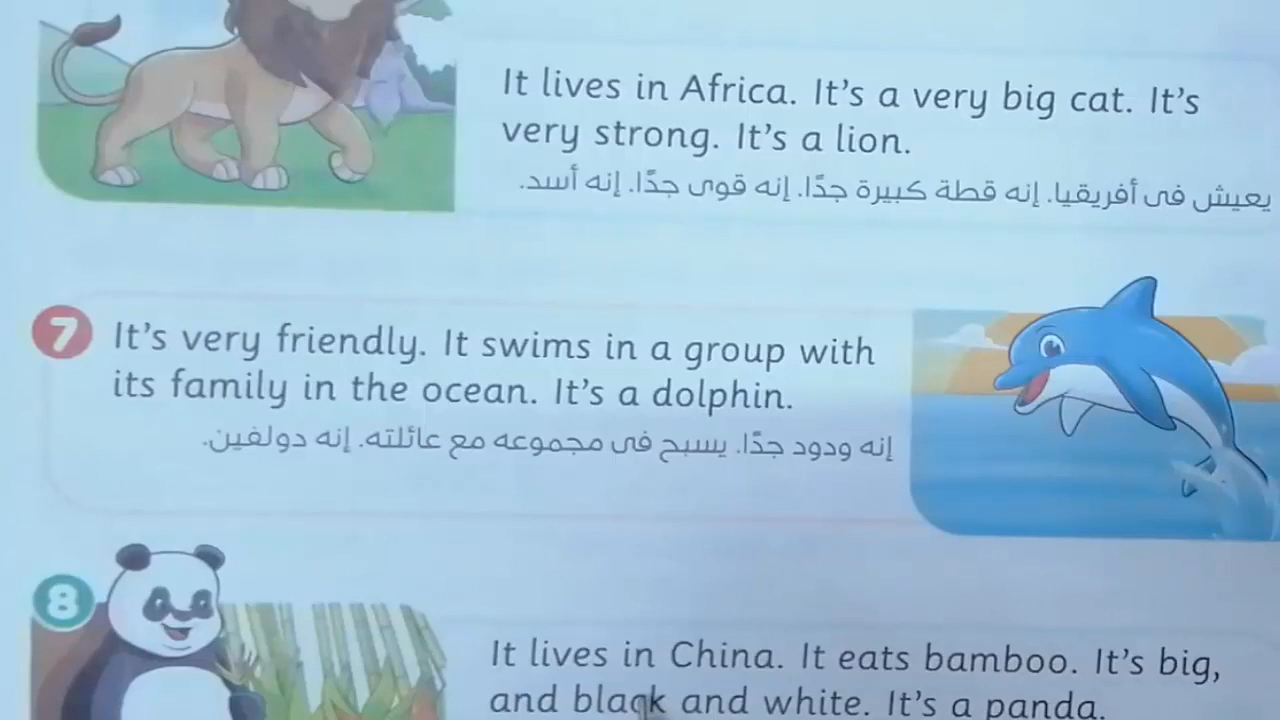 It lives in Africa. It's a very big cat. It's
very strong. It's a lion.
يعيش فى أفريقيا. إنه قطة كبيرة جدًا. إنه قوى جدًا. إنه أسد.
7 It's very friendly. It swims in a group with
its family in the ocean. It's a dolphin.
إنه ودود جدًا. يسبح فى مجموعه مع عائلته. إنه دولفين.
8
It lives in China. It eats bamboo. It's big,
and black and white. It's a panda.